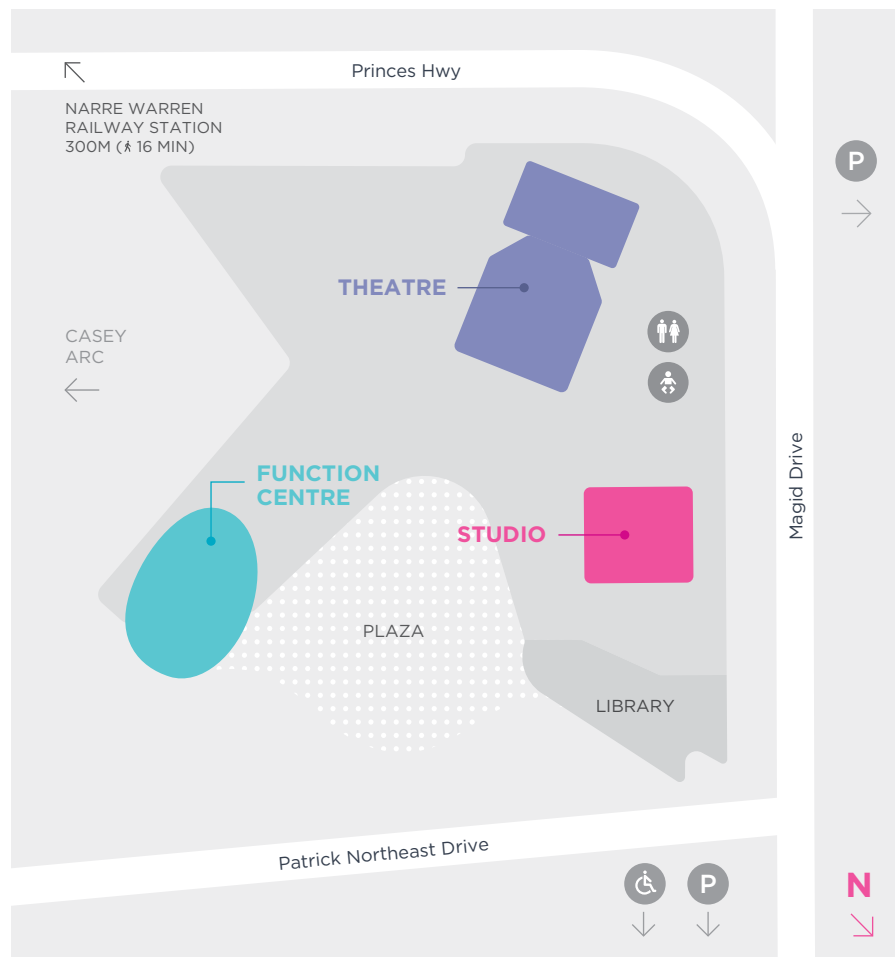 Princes Hwy
NARRE WARREN
RAILWAY STATION
300M ( 16 MIN)
P
THEATRE
CASEY
ARC
Magid Drive
FUNCTION
CENTRE
STUDIO
PLAZA
LIBRARY
Patrick Northeast Drive
P
N